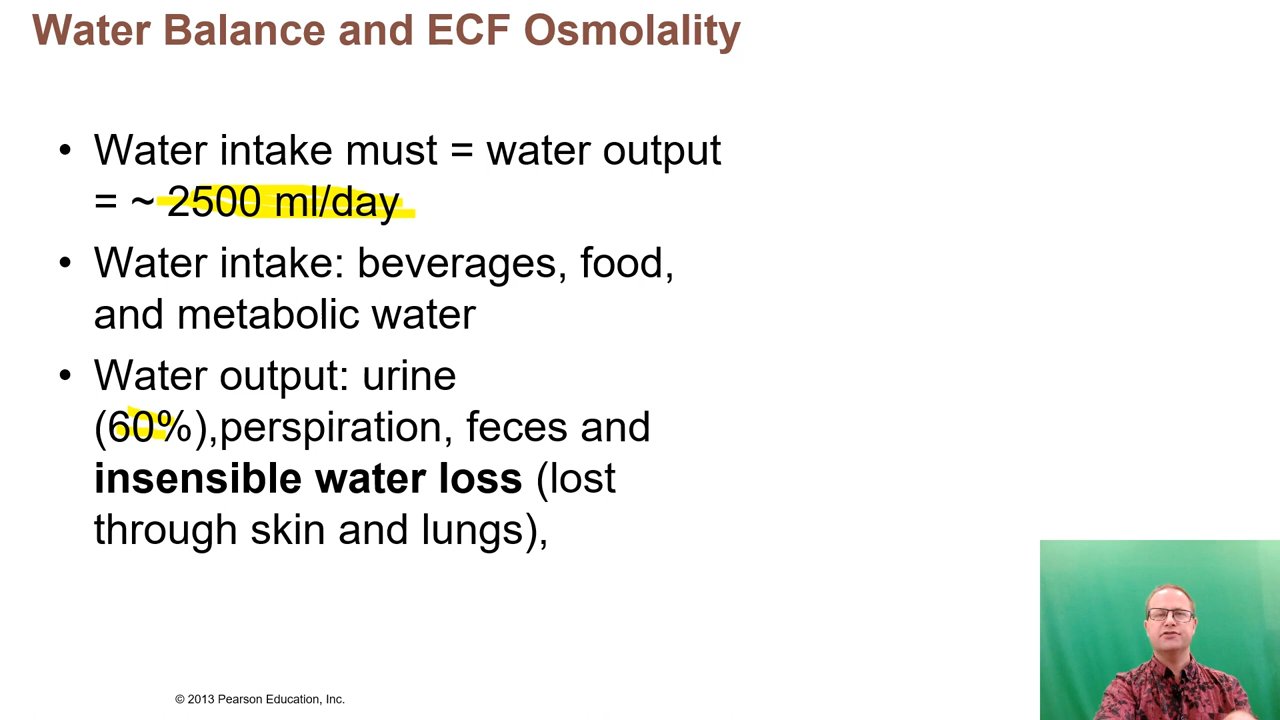 Water Balance and ECF Osmolality
• Water intake must = water output
= ~ 2500 ml/day
• Water intake: beverages, food,
and metabolic water
• Water output: urine
(60%),perspiration, feces and
insensible water loss (lost
through skin and lungs),
© 2013 Pearson Education, Inc.